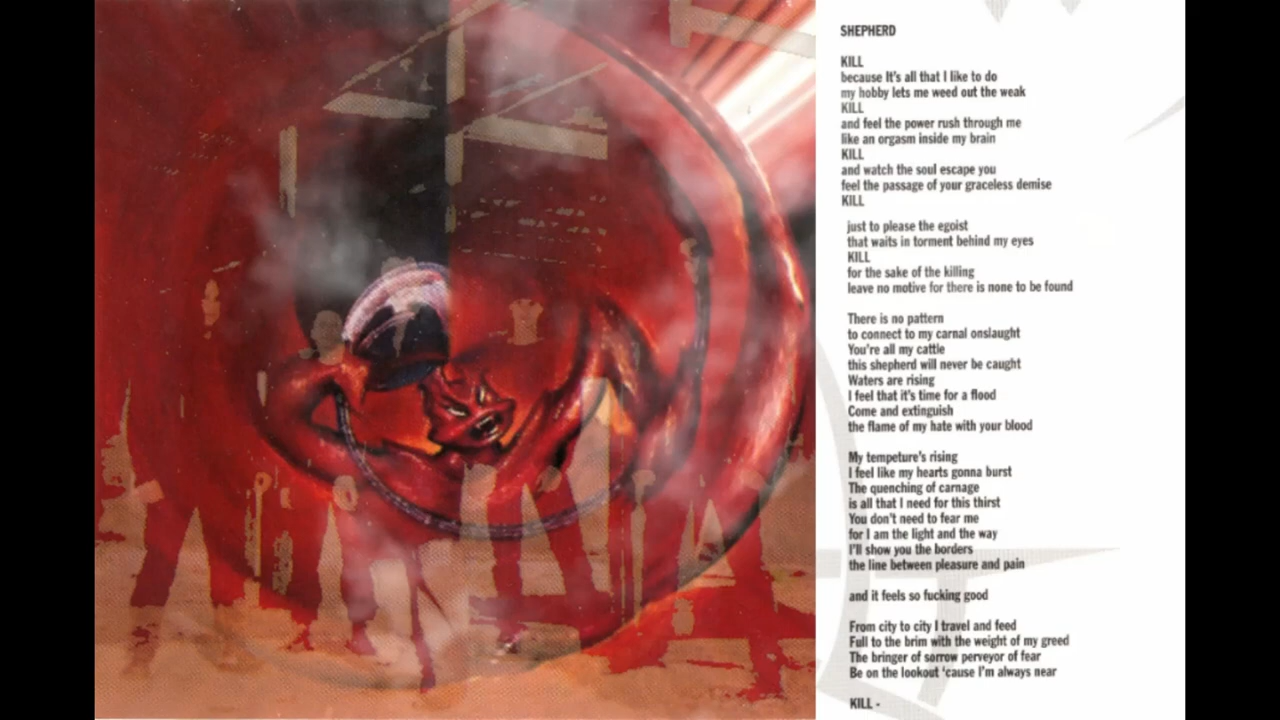 SHEPHERD
KILL
because It's all that I like to do
my hobby lets me weed out the weak
KILL
and feel the power rush through me
like an orgasm inside my brain
KILL
and watch the soul escape you
feel the passage of your graceless demise
KILL
just to please the egoist
that waits in torment behind my eyes
KILL
for the sake of the killing
leave no motive for there is none to be found
There is no pattern
to connect to my carnal onslaught
You're all my cattle
this shepherd will never be caught
Waters are rising
I feel that it's time for a flood
Come and extinguish
the flame of my hate with your blood
My tempeture's rising
I feel like my hearts gonna burst
The quenching of carnage
is all that I need for this thirst
You don't need to fear me
for I am the light and the way
I'll show you the borders
the line between pleasure and pain
and it feels so fucking good
From city to city I travel and feed
Full to the brim with the weight of my greed
The bringer of sorrow perveyor of fear
Be on the lookout 'cause I'm always near
KILL -